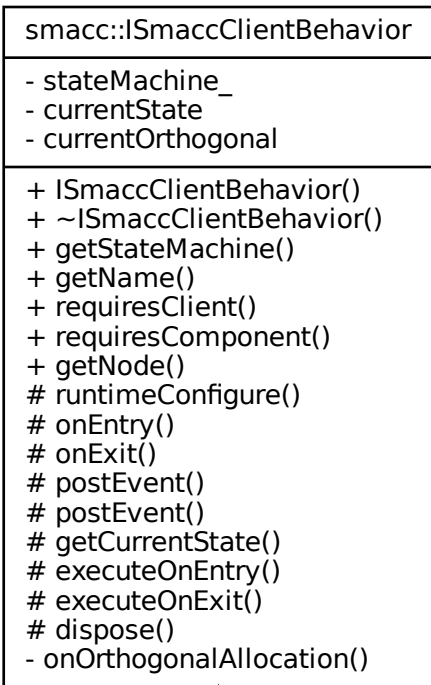 smacc::ISmaccClientBehavior
- stateMachine_
- currentState
- currentOrthogonal
+ ISmaccClientBehavior()
+ ~ISmaccClientBehavior()
+ getStateMachine()
+ getName()
+ requiresClient()
+ requiresComponent()
+ getNode()
# runtimeConfigure()
# onEntry()
# onExit()
# postEvent()
# postEvent()
# getCurrentState()
# executeOnEntry()
# executeOnExit()
# dispose()
- onOrthogonalAllocation()